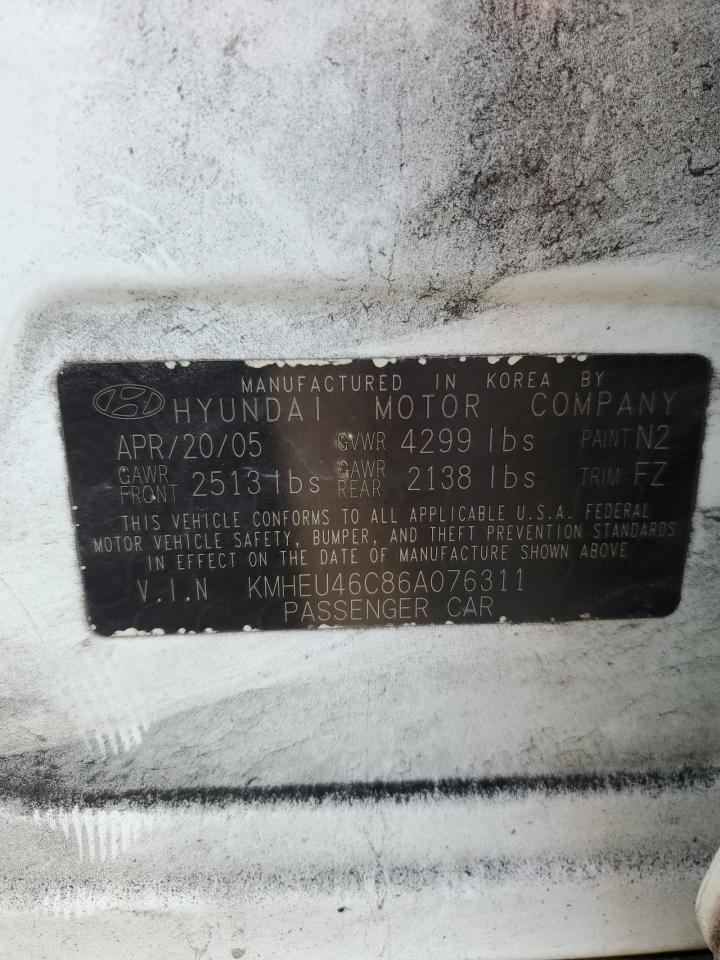 MANUFACTURED IN KOREA BY
HYUNDAI MOTOR COMPANY
APR/20/05 GVWR 4299 lbs PAINT N2
GAWR FRONT 2513 lbs GAWR REAR 2138 lbs TRIM FZ
THIS VEHICLE CONFORMS TO ALL APPLICABLE U.S.A. FEDERAL
MOTOR VEHICLE SAFETY, BUMPER, AND THEFT PREVENTION STANDARDS
IN EFFECT ON THE DATE OF MANUFACTURE SHOWN ABOVE
V.I.N KMHEU46C86A076311
PASSENGER CAR